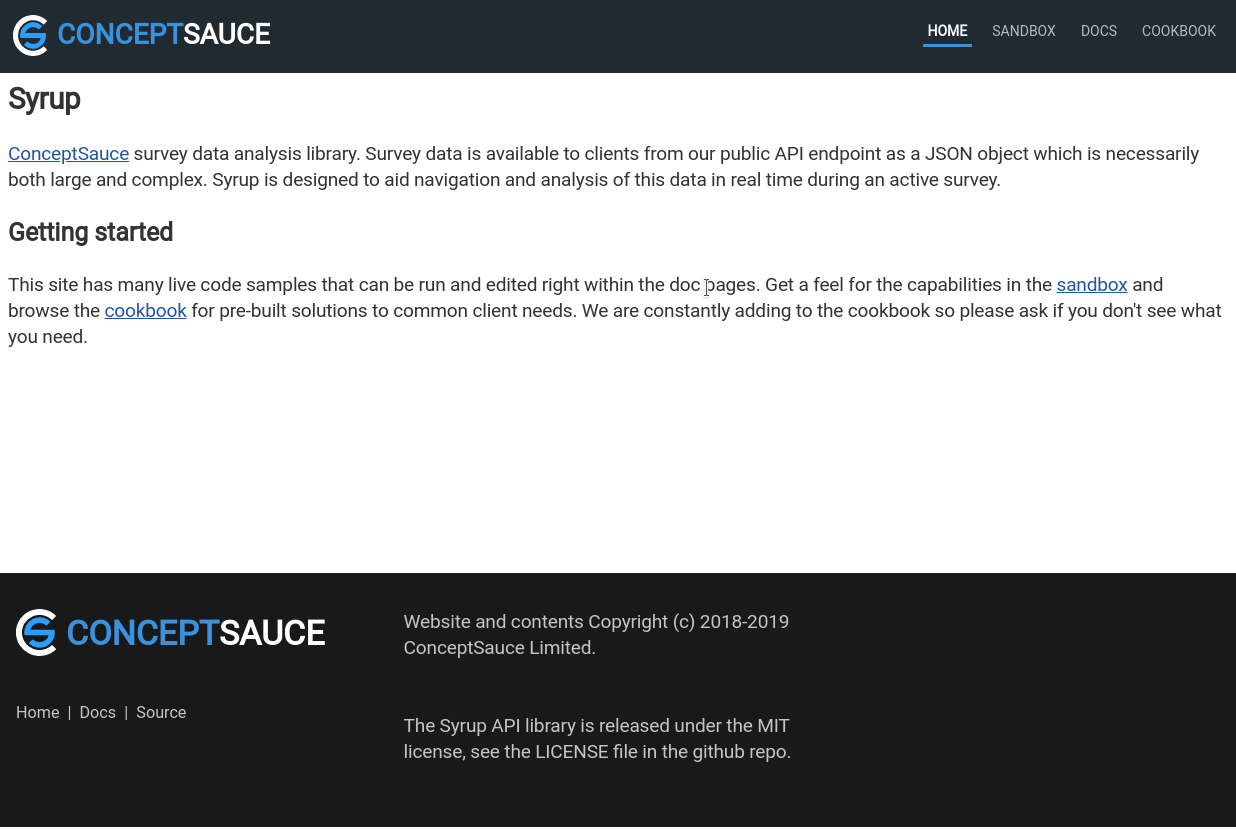 CONCEPTSAUCE
HOME SANDBOX DOCS COOKBOOK
Syrup
ConceptSauce survey data analysis library. Survey data is available to clients from our public API endpoint as a JSON object which is necessarily
both large and complex. Syrup is designed to aid navigation and analysis of this data in real time during an active survey.
Getting started
This site has many live code samples that can be run and edited right within the doc pages. Get a feel for the capabilities in the sandbox and
browse the cookbook for pre-built solutions to common client needs. We are constantly adding to the cookbook so please ask if you don't see what
you need.
CONCEPTSAUCE
Home | Docs | Source
Website and contents Copyright (c) 2018-2019
ConceptSauce Limited.
The Syrup API library is released under the MIT
license, see the LICENSE file in the github repo.